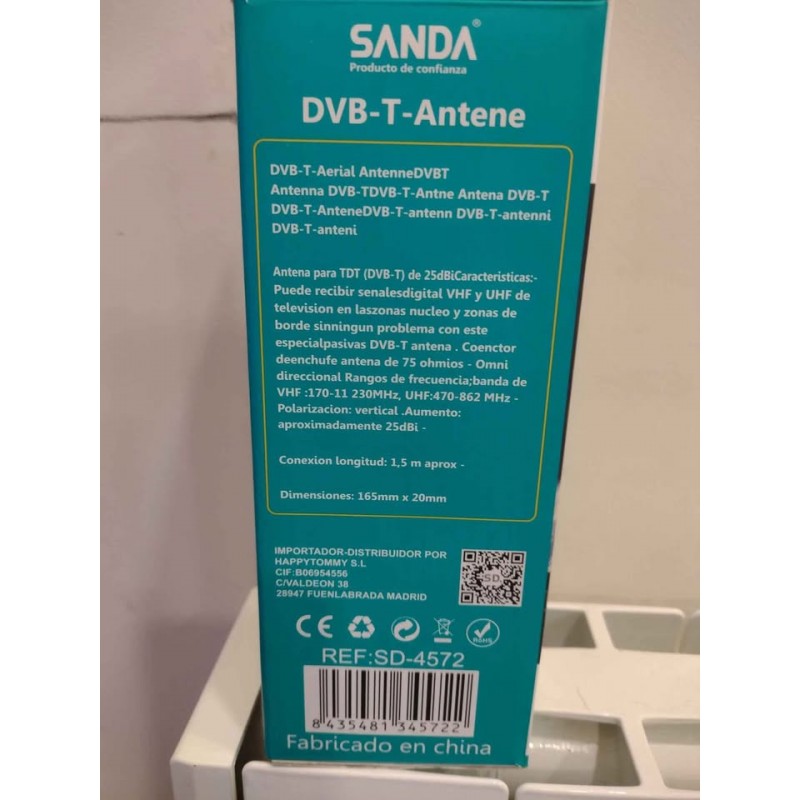 SANDA®
Producto de confianza
DVB-T-Antene
DVB-T-Aerial AntenneDVBT
Antenna DVB-TDVB-T-Antne Antena DVB-T
DVB-T-AnteneDVB-T-antenn DVB-T-antenni
DVB-T-anteni
Antena para TDT (DVB-T) de 25dBiCaracteristicas:-
Puede recibir senalesdigital VHF y UHF de
television en laszonas nucleo y zonas de
borde sinningun problema con este
especialpasivas DVB-T antena . Coenctor
deenchufe antena de 75 ohmios - Omni
direccional Rangos de frecuencia;banda de
VHF :170-11 230MHz, UHF:470-862 MHz -
Polarizacion: vertical .Aumento:
aproximadamente 25dBi -
Conexion longitud: 1,5 m aprox -
Dimensiones: 165mm x 20mm
IMPORTADOR-DISTRIBUIDOR POR
HAPPYTOMMY S.L
CIF:B06954556
C/VALDEON 38
28947 FUENLABRADA MADRID
SD
CE
RoHS
REF:SD-4572
8 435481 345722
Fabricado en china